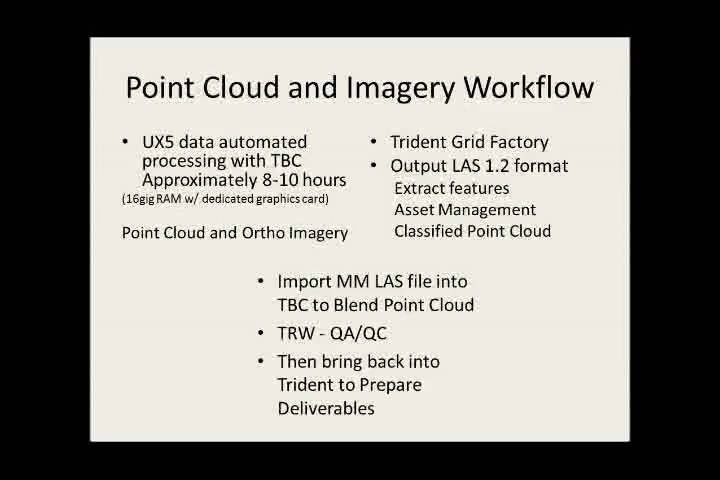 Point Cloud and Imagery Workflow
• UX5 data automated
processing with TBC
Approximately 8-10 hours
(16gig RAM w/ dedicated graphics card)
Point Cloud and Ortho Imagery
• Trident Grid Factory
• Output LAS 1.2 format
Extract features
Asset Management
Classified Point Cloud
• Import MM LAS file into
TBC to Blend Point Cloud
• TRW - QA/QC
• Then bring back into
Trident to Prepare
Deliverables